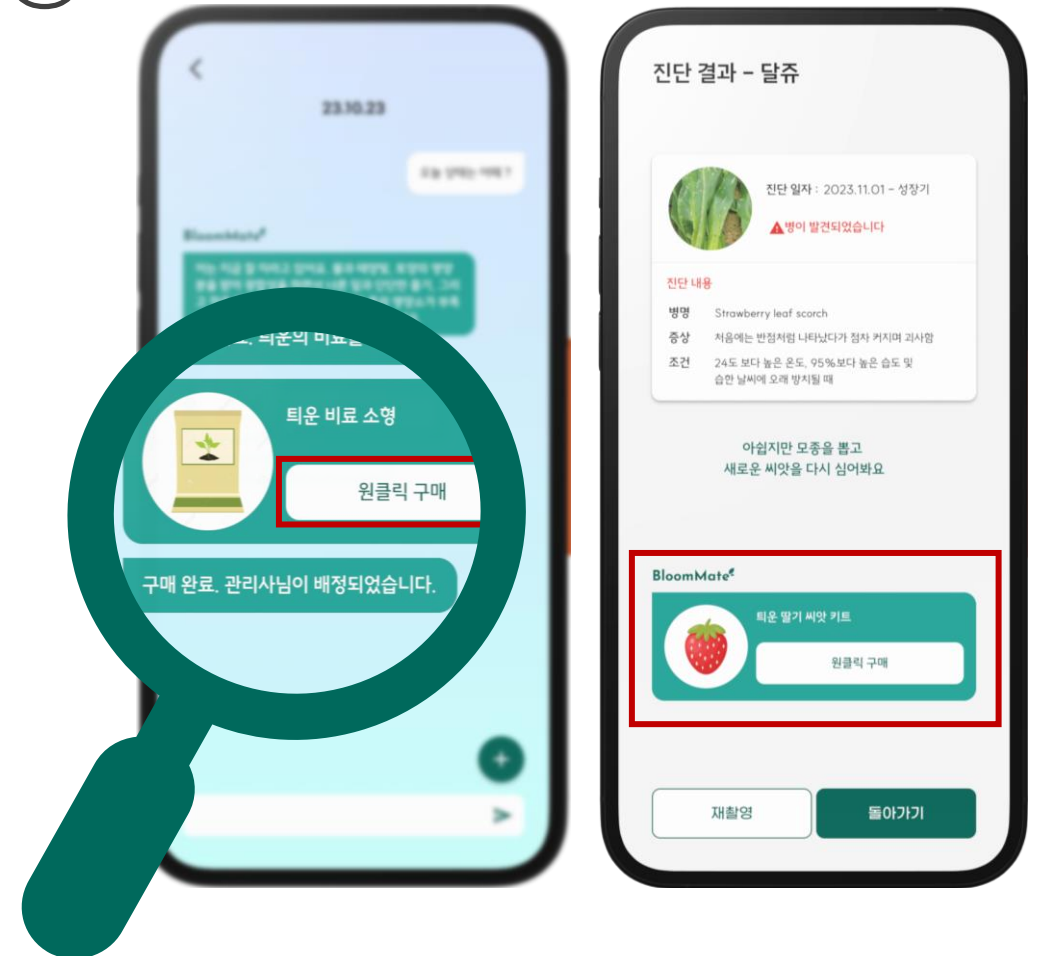 23.10.23
오늘 상태는 어때?
BloomMate
틔운의 비료를
틔운 비료 소형
원클릭 구매
구매 완료. 관리사님이 배정되었습니다.
진단 결과 – 달쥬
진단 일자 : 2023.11.01 – 성장기
병이 발견되었습니다
진단 내용
병명 Strawberry leaf scorch
증상 처음에는 반점처럼 나타났다가 점차 커지며 괴사함
조건 24도 보다 높은 온도, 95%보다 높은 습도 및
습한 날씨에 오래 방치될 때
아쉽지만 모종을 뽑고
새로운 씨앗을 다시 심어봐요
BloomMate
틔운 딸기 씨앗 키트
원클릭 구매
재촬영
돌아가기